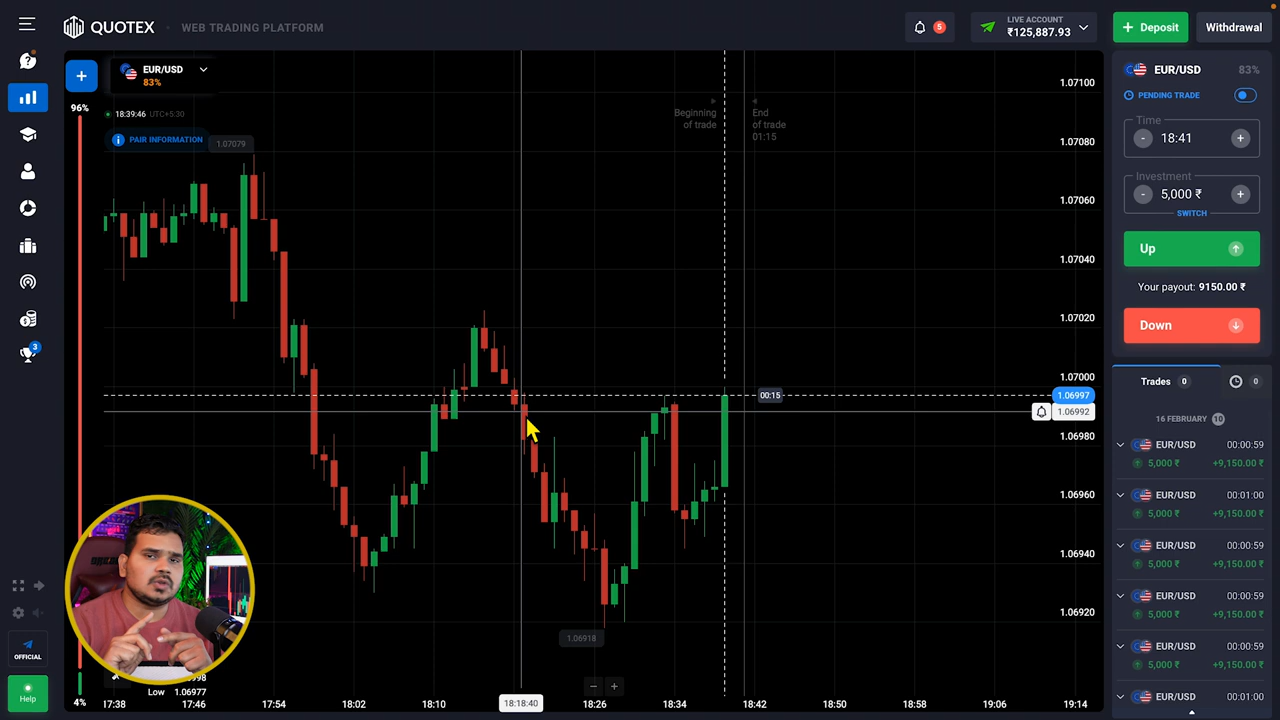 QUOTEX
WEB TRADING PLATFORM
5
LIVE ACCOUNT
₹125,887.93
+ Deposit
Withdrawal
+
EUR/USD
83%
96%
18:39:46 UTC+5:30
PAIR INFORMATION
1.07079
Beginning
of trade
End
of trade
01:15
1.07100
1.07080
1.07060
1.07040
1.07020
1.07000
1.06997
1.06992
1.06980
1.06960
1.06940
1.06920
00:15
1.06918
Low 1.06977
4%
17:38
17:46
17:54
18:02
18:10
18:18:40
18:26
18:34
18:42
18:50
18:58
19:06
19:14
3
OFFICIAL
Help
EUR/USD
83%
PENDING TRADE
Time
- 18:41 +
Investment
- 5,000 ₹ +
SWITCH
Up
Your payout: 9150.00 ₹
Down
Trades 0
0
16 FEBRUARY 10
EUR/USD 00:00:59
5,000 ₹ +9,150.00 ₹
EUR/USD 00:01:00
5,000 ₹ +9,150.00 ₹
EUR/USD 00:00:59
5,000 ₹ +9,150.00 ₹
EUR/USD 00:00:59
5,000 ₹ +9,150.00 ₹
EUR/USD 00:00:59
5,000 ₹ +9,150.00 ₹
EUR/USD 00:01:00